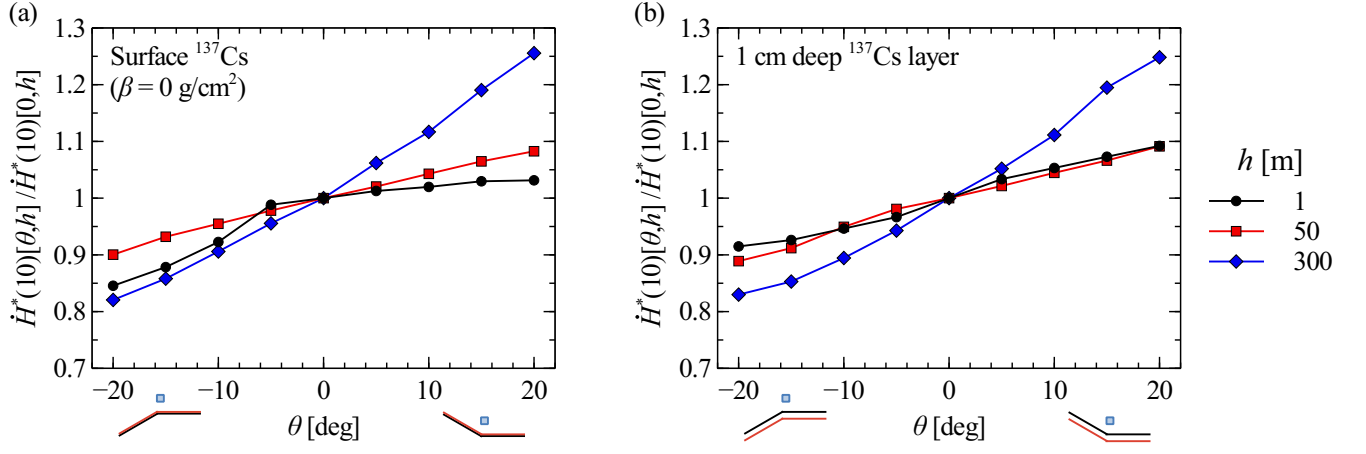 (a)
Surface ¹³⁷Cs
(β = 0 g/cm²)
Ḣ*(10)[θ,h] /Ḣ*(10)[0,h]
1.3
1.2
1.1
1
0.9
0.8
0.7
−20
−10
0
10
20
θ [deg]
(b)
1 cm deep ¹³⁷Cs layer
Ḣ*(10)[θ,h] /Ḣ*(10)[0,h]
1.3
1.2
1.1
1
0.9
0.8
0.7
−20
−10
0
10
20
θ [deg]
h [m]
1
50
300